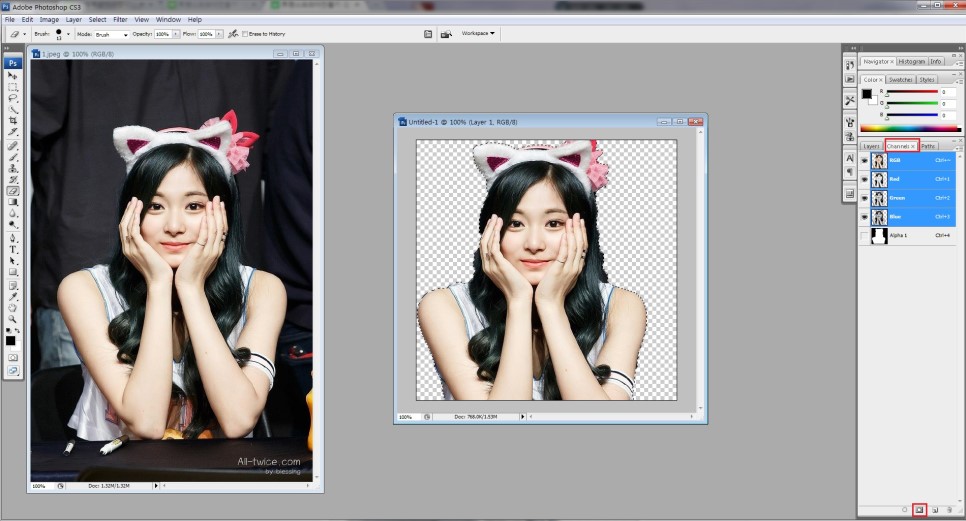 Adobe Photoshop CS3
File Edit Image Layer Select Filter View Window Help
Brush: 13 Mode: Brush Opacity: 100% Flow: 100% Erase to History Workspace
1.jpeg @ 100% (RGB/8)
All-twice.com
by blessing
100% Doc: 1.32M/1.32M
Untitled-1 @ 100% (Layer 1, RGB/8)
100% Doc: 768.0K/1.53M
Ps
Navigator × Histogram Info
Color × Swatches Styles
R 0
G 0
B 0
Layers Channels × Paths
RGB Ctrl+~
Red Ctrl+1
Green Ctrl+2
Blue Ctrl+3
Alpha 1 Ctrl+4